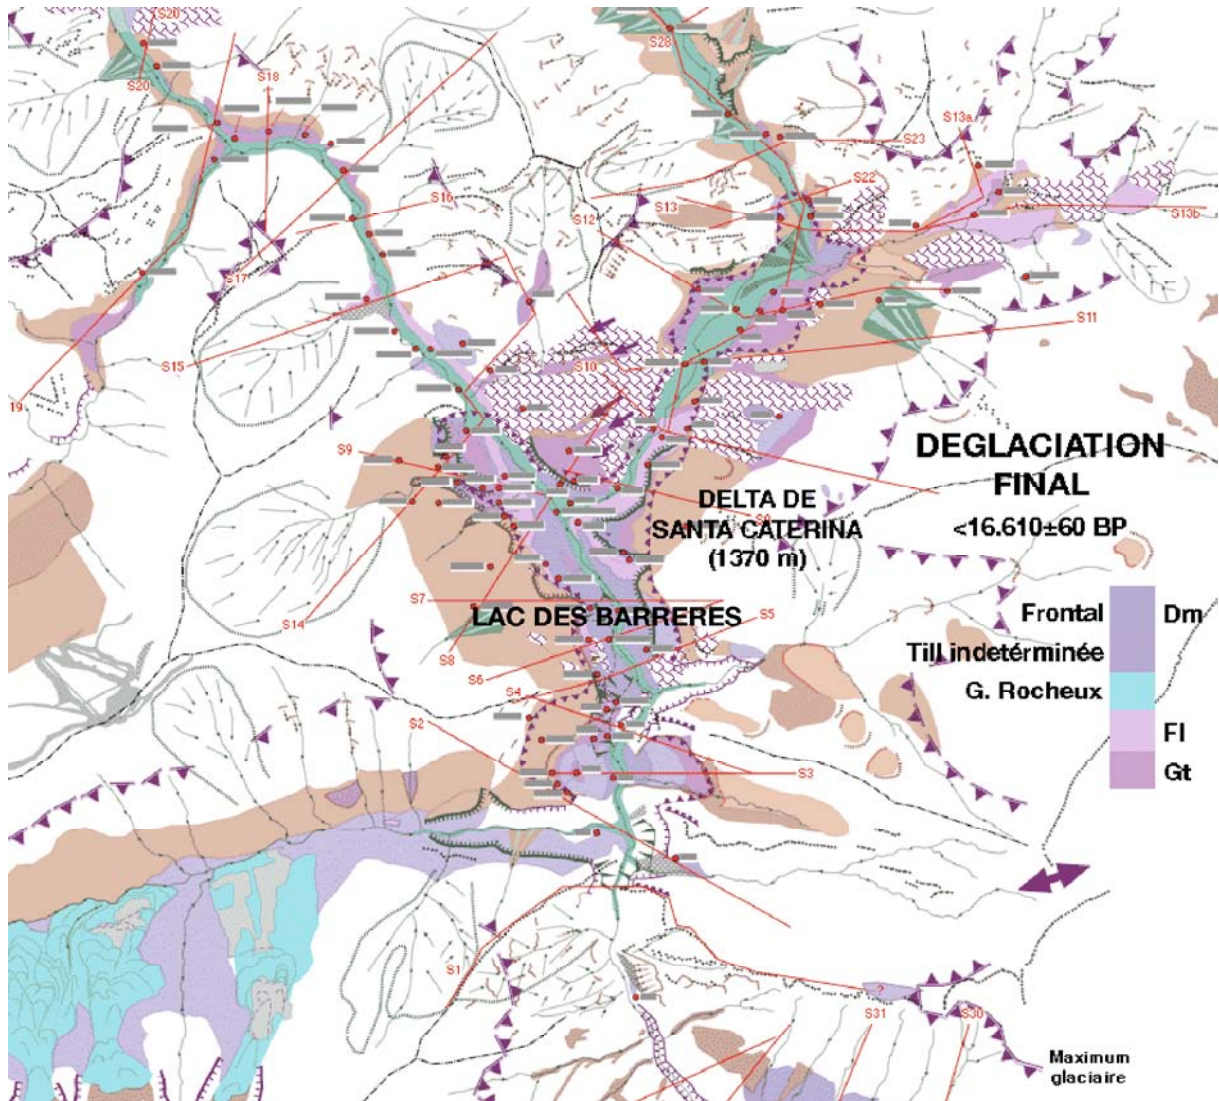 S20
S28
S20
S18
S13a
S23
S22
S16
S13
S12
S13b
S17
S11
S15
S10
19
DEGLACIATION
FINAL
<16.610±60 BP
S9
DELTA DE
SANTA CATERINA
(1370 m)
S7
S5
LAC DES BARRERES
S14
S8
S6
S4
S2
S3
Frontal
Dm
Till indetérminée
G. Rocheux
Fl
Gt
S1
?
S31
S30
Maximum
glaciaire